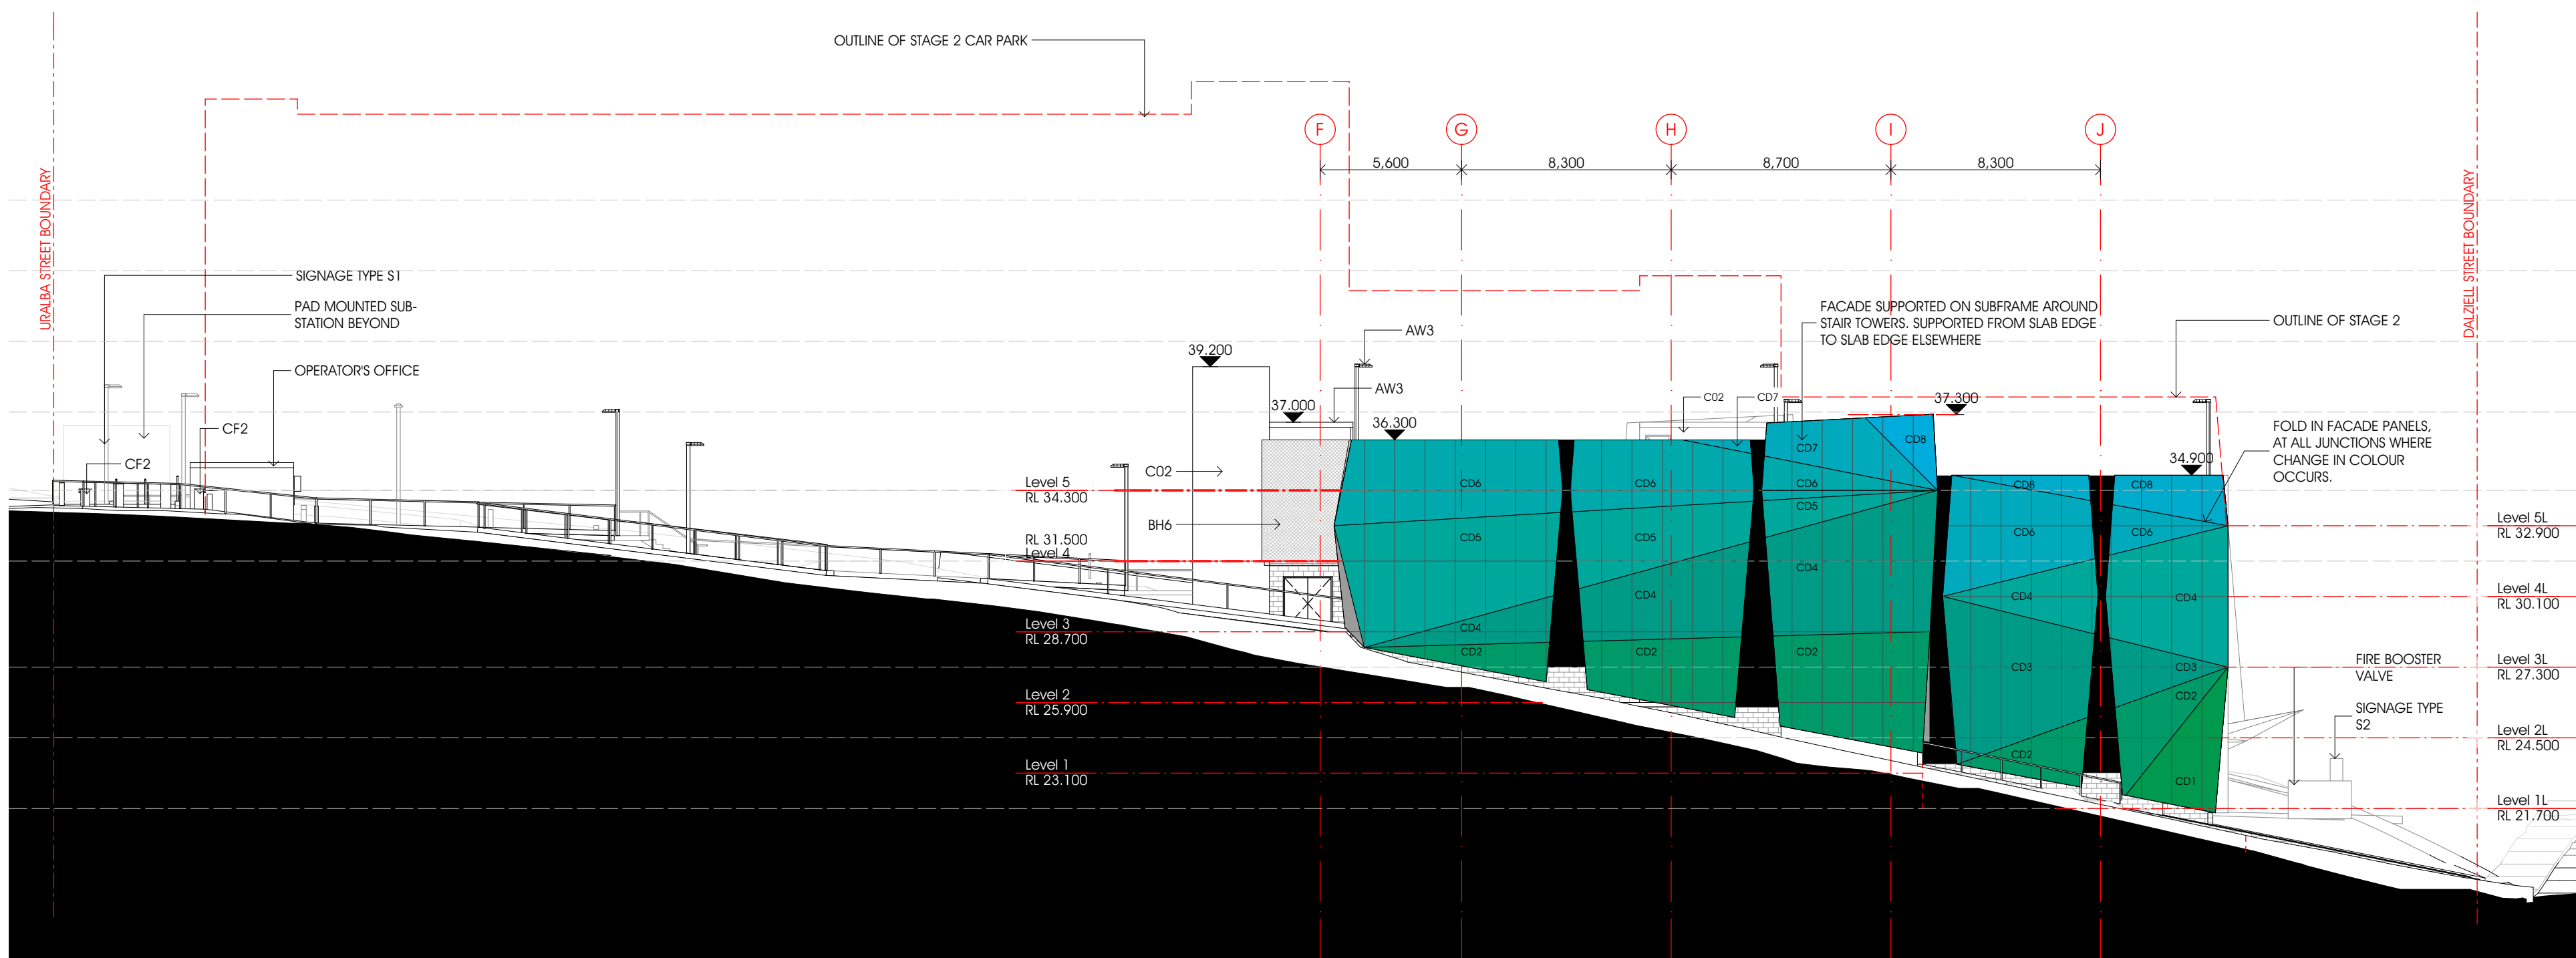 OUTLINE OF STAGE 2 CAR PARK
F
G
H
I
J
5,600
8,300
8,700
8,300
URALBA STREET BOUNDARY
DALZIELL STREET BOUNDARY
SIGNAGE TYPE S1
PAD MOUNTED SUB-
STATION BEYOND
OPERATOR'S OFFICE
CF2
CF2
FACADE SUPPORTED ON SUBFRAME AROUND
STAIR TOWERS. SUPPORTED FROM SLAB EDGE
TO SLAB EDGE ELSEWHERE
OUTLINE OF STAGE 2
AW3
39.200
AW3
37.000
36.300
C02
CD7
37.300
34.900
FOLD IN FACADE PANELS,
AT ALL JUNCTIONS WHERE
CHANGE IN COLOUR
OCCURS.
C02
BH6
Level 5
RL 34.300
RL 31.500
Level 4
Level 3
RL 28.700
Level 2
RL 25.900
Level 1
RL 23.100
CD6
CD5
CD4
CD2
CD6
CD5
CD4
CD2
CD7
CD8
CD6
CD5
CD4
CD2
CD8
CD6
CD4
CD3
CD2
CD8
CD6
CD4
CD3
CD2
CD1
Level 5L
RL 32.900
Level 4L
RL 30.100
Level 3L
RL 27.300
Level 2L
RL 24.500
Level 1L
RL 21.700
FIRE BOOSTER
VALVE
SIGNAGE TYPE
S2